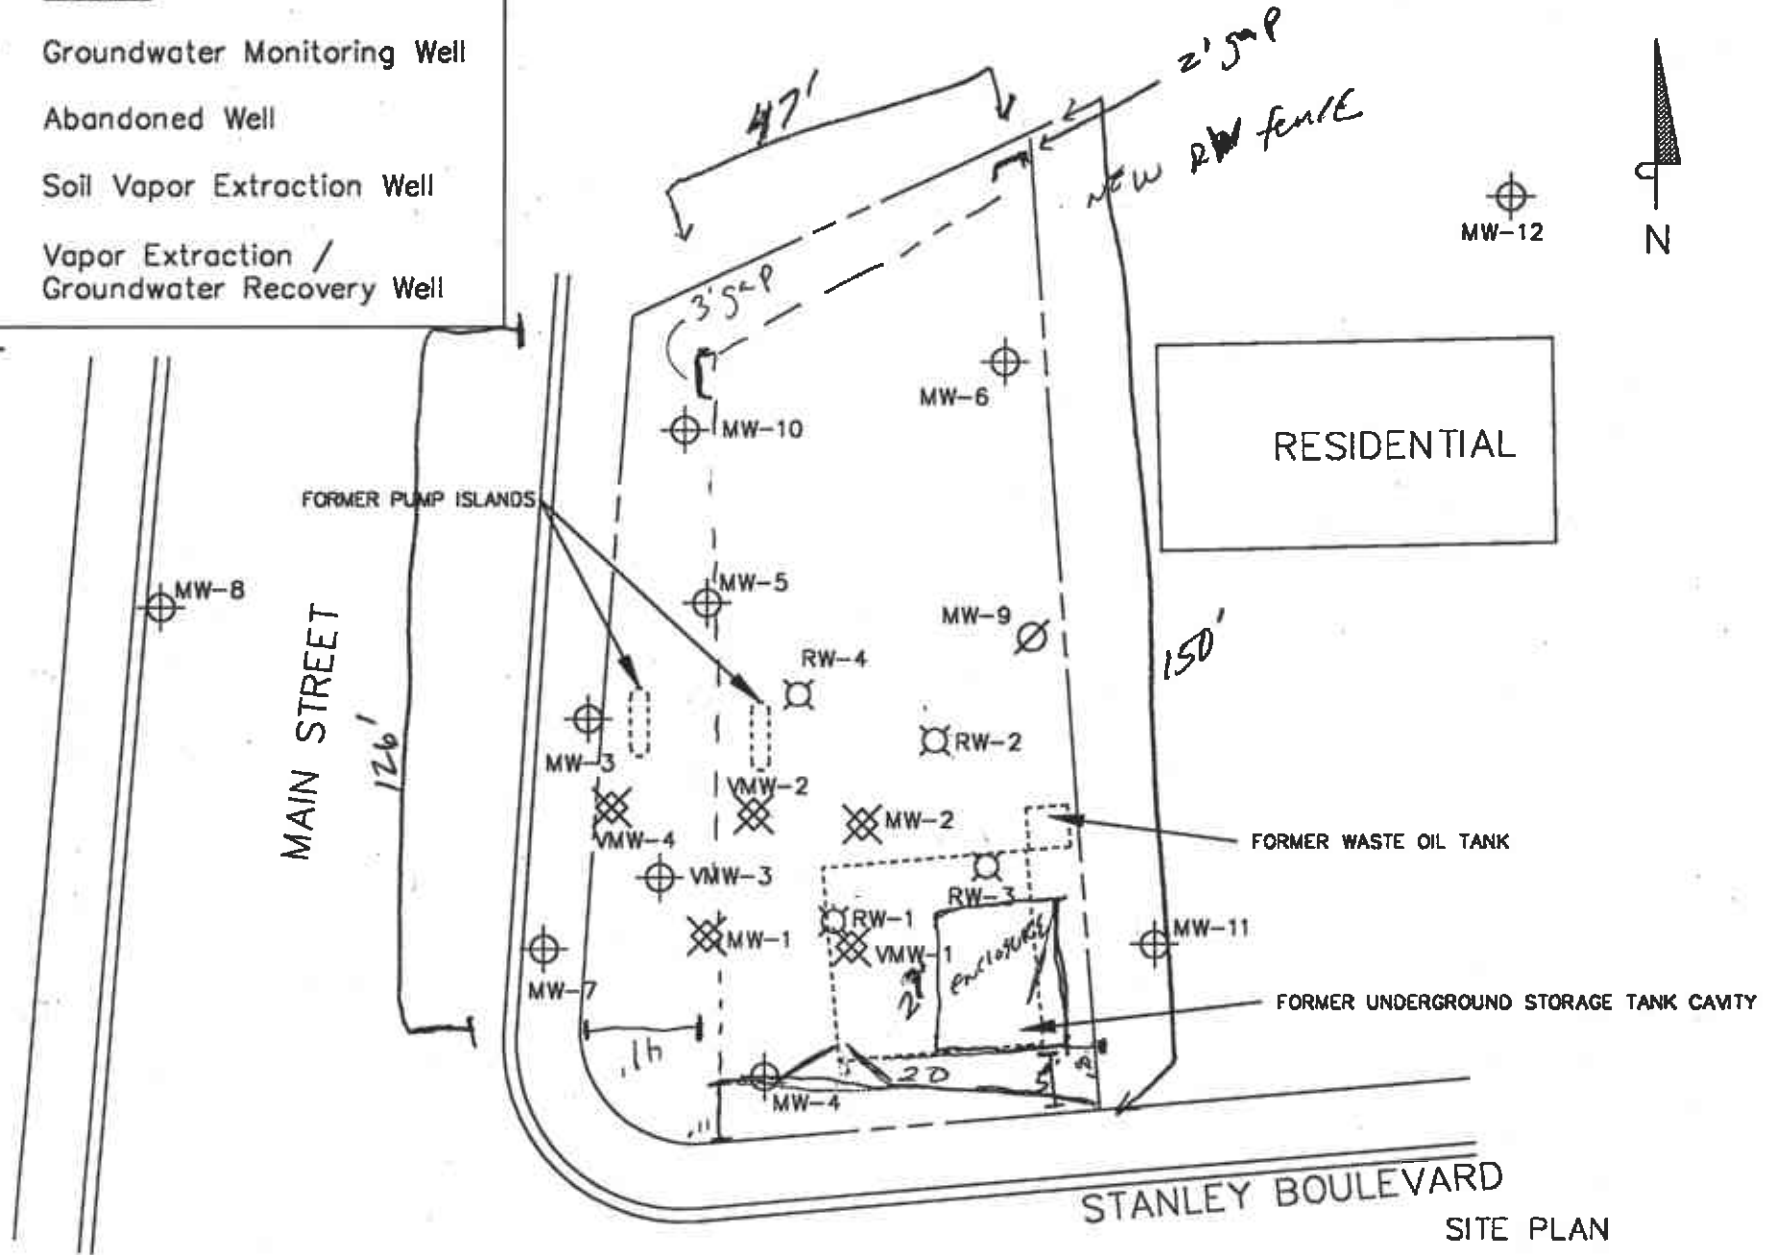 Groundwater Monitoring Well
Abandoned Well
Soil Vapor Extraction Well
Vapor Extraction /
Groundwater Recovery Well
47'
2' gap
NEW RW fencE
N
MW-12
3' gap
MW-6
MW-10
RESIDENTIAL
FORMER PUMP ISLANDS
MW-8
MW-5
MW-9
RW-4
150'
MAIN STREET
126'
MW-3
RW-2
VMW-2
VMW-4
MW-2
FORMER WASTE OIL TANK
VMW-3
RW-3
RW-1
MW-1
VMW-1
enclosure
MW-11
MW-7
FORMER UNDERGROUND STORAGE TANK CAVITY
20
5'
MW-4
STANLEY BOULEVARD
SITE PLAN